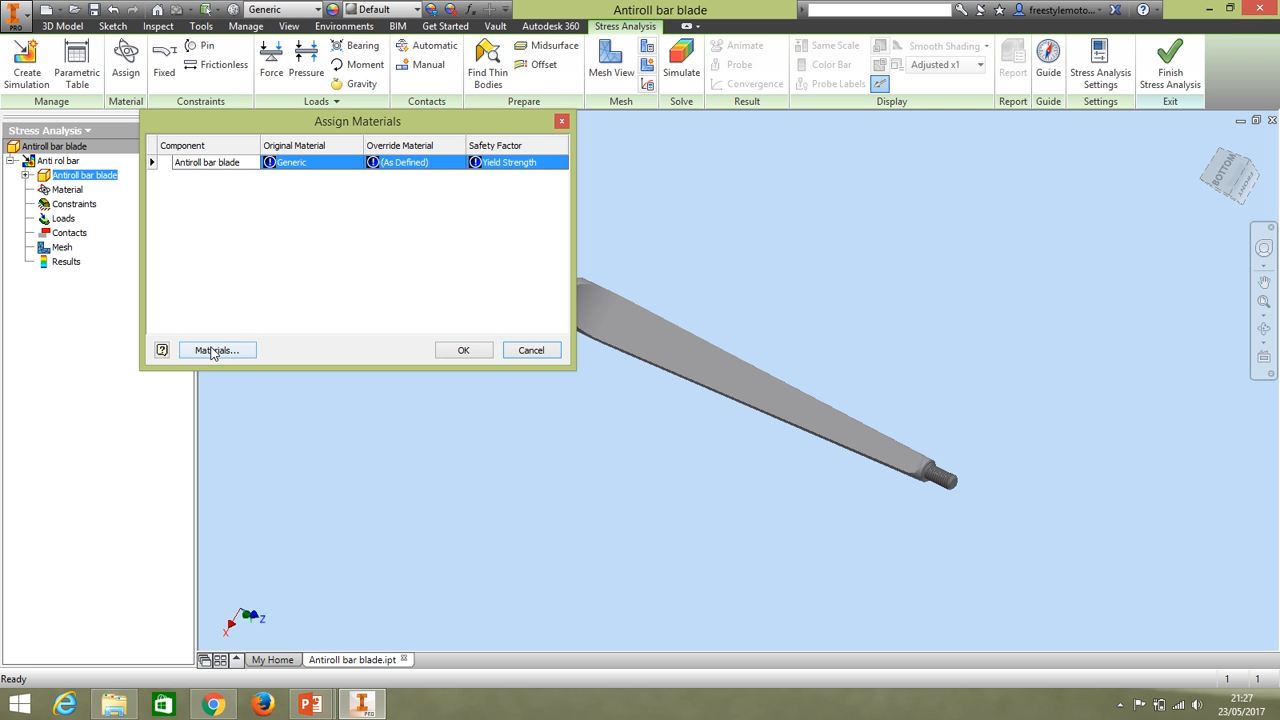 PRO
Generic
Default
Antiroll bar blade
freestylemoto...
3D Model
Sketch
Inspect
Tools
Manage
View
Environments
BIM
Get Started
Vault
Autodesk 360
Stress Analysis
Create Simulation
Parametric Table
Assign
Fixed
Pin
Frictionless
Force
Pressure
Bearing
Moment
Gravity
Automatic
Manual
Find Thin Bodies
Midsurface
Offset
Mesh View
Simulate
Animate
Probe
Convergence
Same Scale
Color Bar
Probe Labels
Smooth Shading
Adjusted x1
Report
Guide
Stress Analysis Settings
Finish Stress Analysis
Manage
Material
Constraints
Loads
Contacts
Prepare
Mesh
Solve
Result
Display
Report
Guide
Settings
Exit
Stress Analysis
Antiroll bar blade
Anti rol bar
Antiroll bar blade
Material
Constraints
Loads
Contacts
Mesh
Results
Assign Materials
Component
Original Material
Override Material
Safety Factor
Antiroll bar blade
Generic
(As Defined)
Yield Strength
Materials...
OK
Cancel
BOTTOM
FRONT
X
Z
My Home
Antiroll bar blade.ipt
Ready
1
1
PRO
21:27
23/05/2017